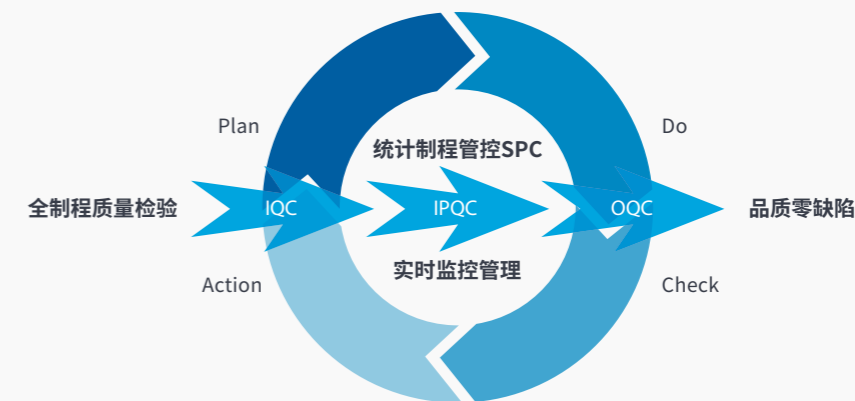 Plan
Do
统计制程管控SPC
全制程质量检验
IQC
IPQC
OQC
品质零缺陷
实时监控管理
Action
Check